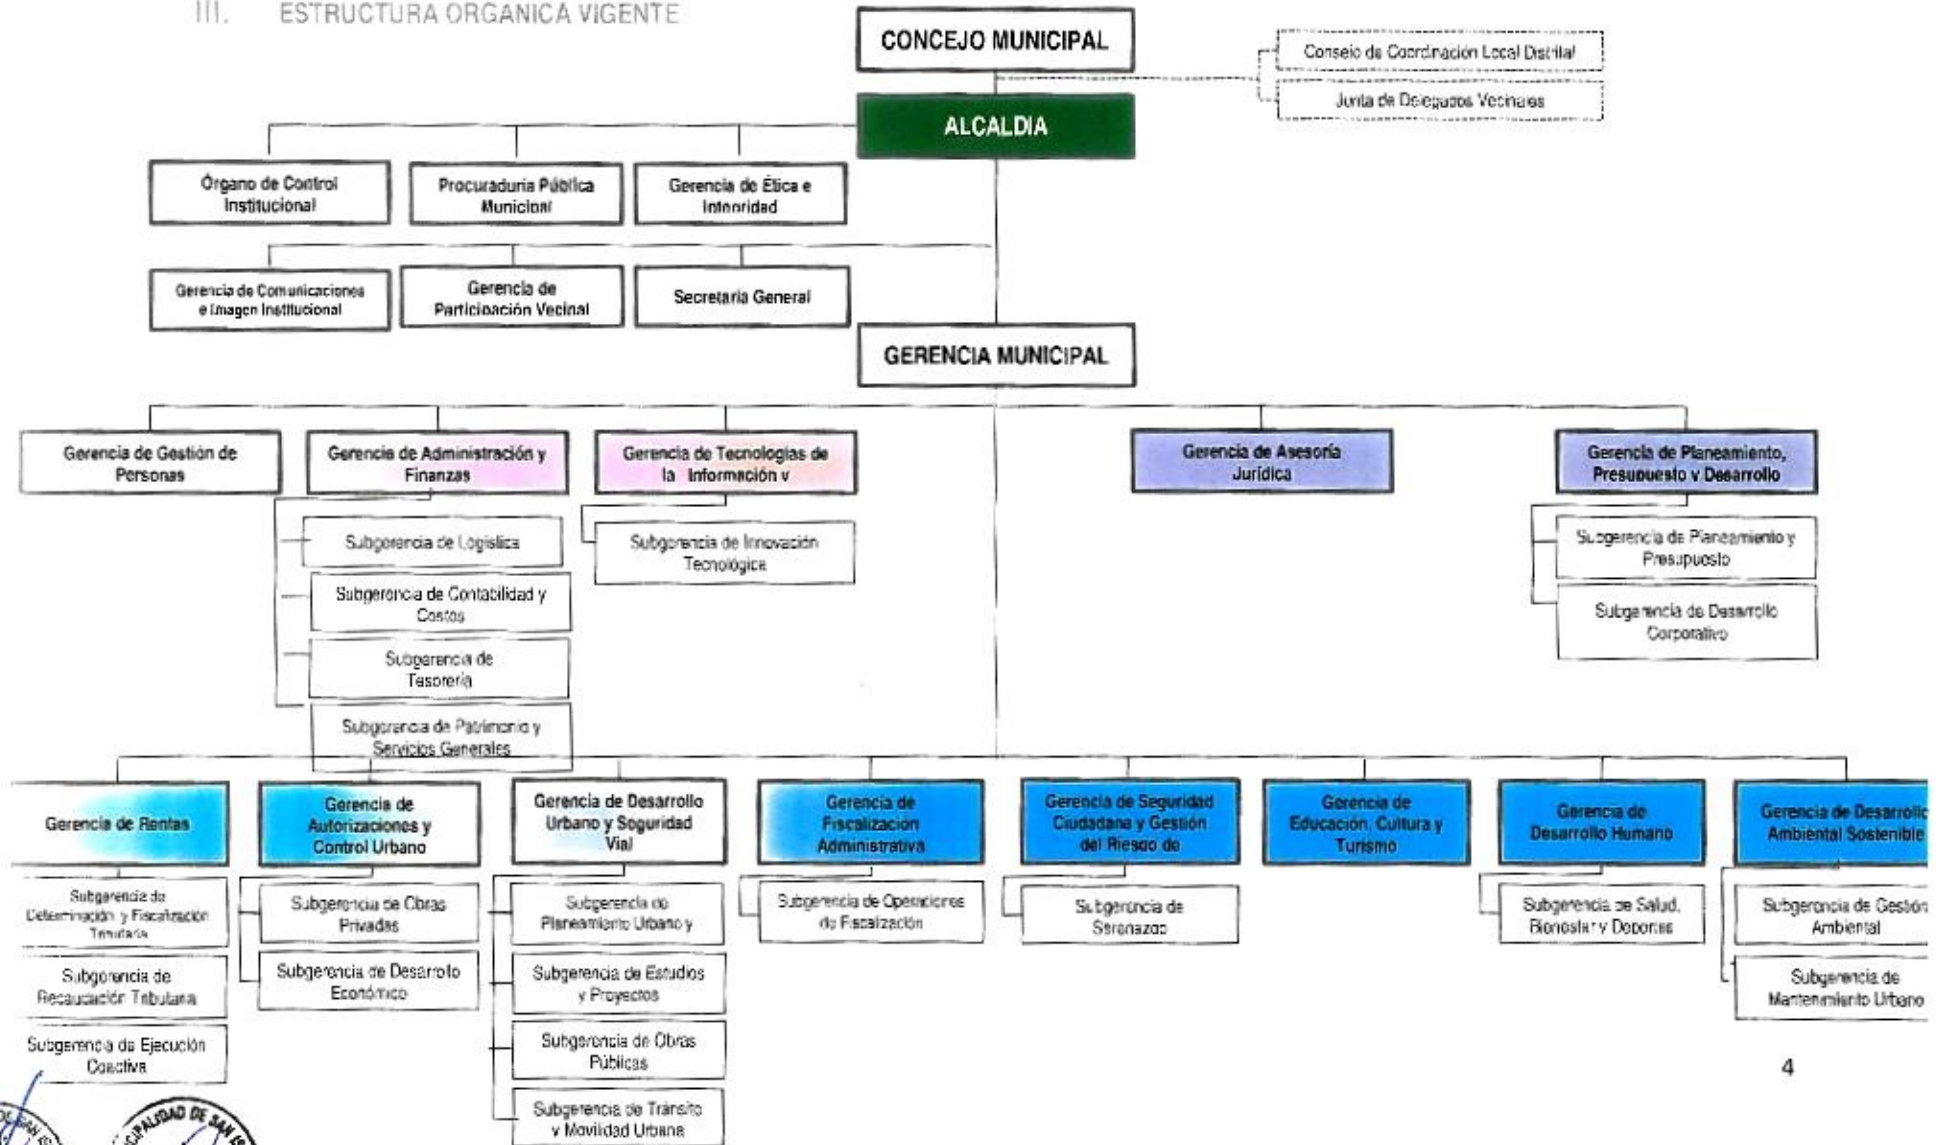 III. ESTRUCTURA ORGANICA VIGENTE
CONCEJO MUNICIPAL
Consejo de Coordinación Local Distrital
Junta de Delegados Vecinales
ALCALDIA
Órgano de Control
Institucional
Procuraduría Pública
Municipal
Gerencia de Ética e
Integridad
Gerencia de Comunicaciones
e Imagen Institucional
Gerencia de
Participación Vecinal
Secretaría General
GERENCIA MUNICIPAL
Gerencia de Gestión de
Personas
Gerencia de Administración y
Finanzas
Gerencia de Tecnologías de
la Información y
Gerencia de Asesoría
Jurídica
Gerencia de Planeamiento,
Presupuesto y Desarrollo
Subgerencia de Logística
Subgerencia de Contabilidad y
Costos
Subgerencia de
Tesorería
Subgerencia de Patrimonio y
Servicios Generales
Subgerencia de Innovación
Tecnológica
Subgerencia de Planeamiento y
Presupuesto
Subgerencia de Desarrollo
Corporativo
Gerencia de Rentas
Gerencia de
Autorizaciones y
Control Urbano
Gerencia de Desarrollo
Urbano y Seguridad
Vial
Gerencia de
Fiscalización
Administrativa
Gerencia de Seguridad
Ciudadana y Gestión
del Riesgo de
Gerencia de
Educación, Cultura y
Turismo
Gerencia de
Desarrollo Humano
Gerencia de Desarrollo
Ambiental Sostenible
Subgerencia de
Determinación y Fiscalización
Tributaria
Subgerencia de
Recaudación Tributaria
Subgerencia de Ejecución
Coactiva
Subgerencia de Obras
Privadas
Subgerencia de Desarrollo
Económico
Subgerencia de
Planeamiento Urbano y
Subgerencia de Estudios
y Proyectos
Subgerencia de Obras
Públicas
Subgerencia de Tránsito
y Movilidad Urbana
Subgerencia de Operaciones
de Fiscalización
Subgerencia de
Serenazgo
Subgerencia de Salud,
Bienestar y Deportes
Subgerencia de Gestión
Ambiental
Subgerencia de
Mantenimiento Urbano
4
DE SAN
DE SAN